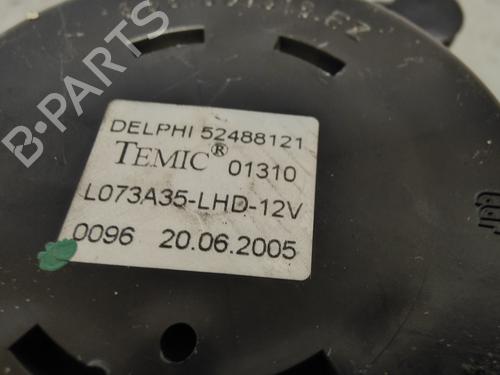 DELPHI 52488121
TEMIC® 01310
L073A35-LHD-12V
0096 20.06.2005
B-PARTS